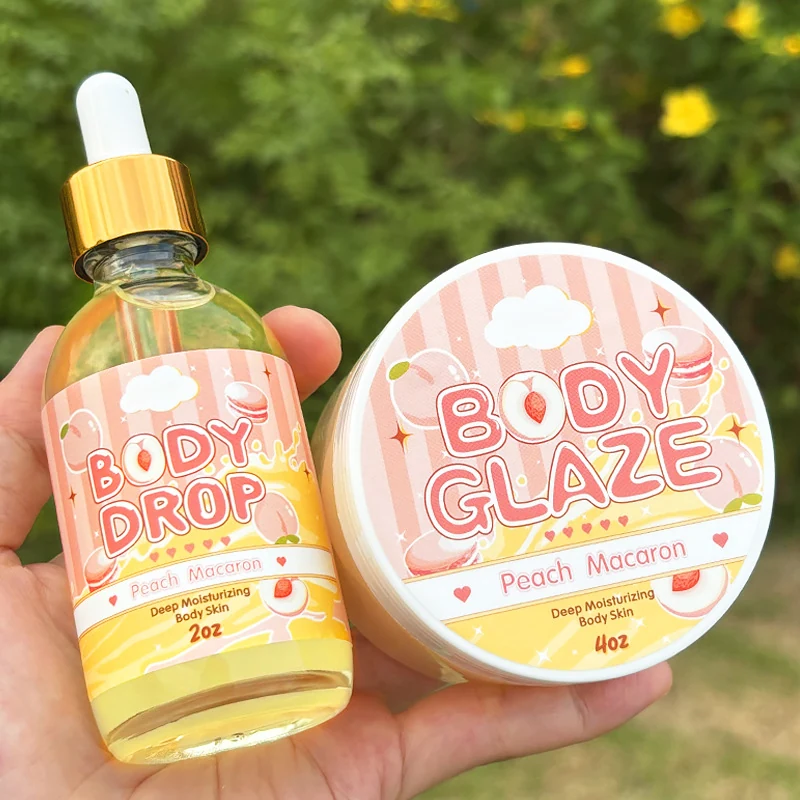 BODY
DROP
Peach Macaron
Deep Moisturizing
Body Skin
2oz
BODY
GLAZE
Peach Macaron
Deep Moisturizing
Body Skin
4oz